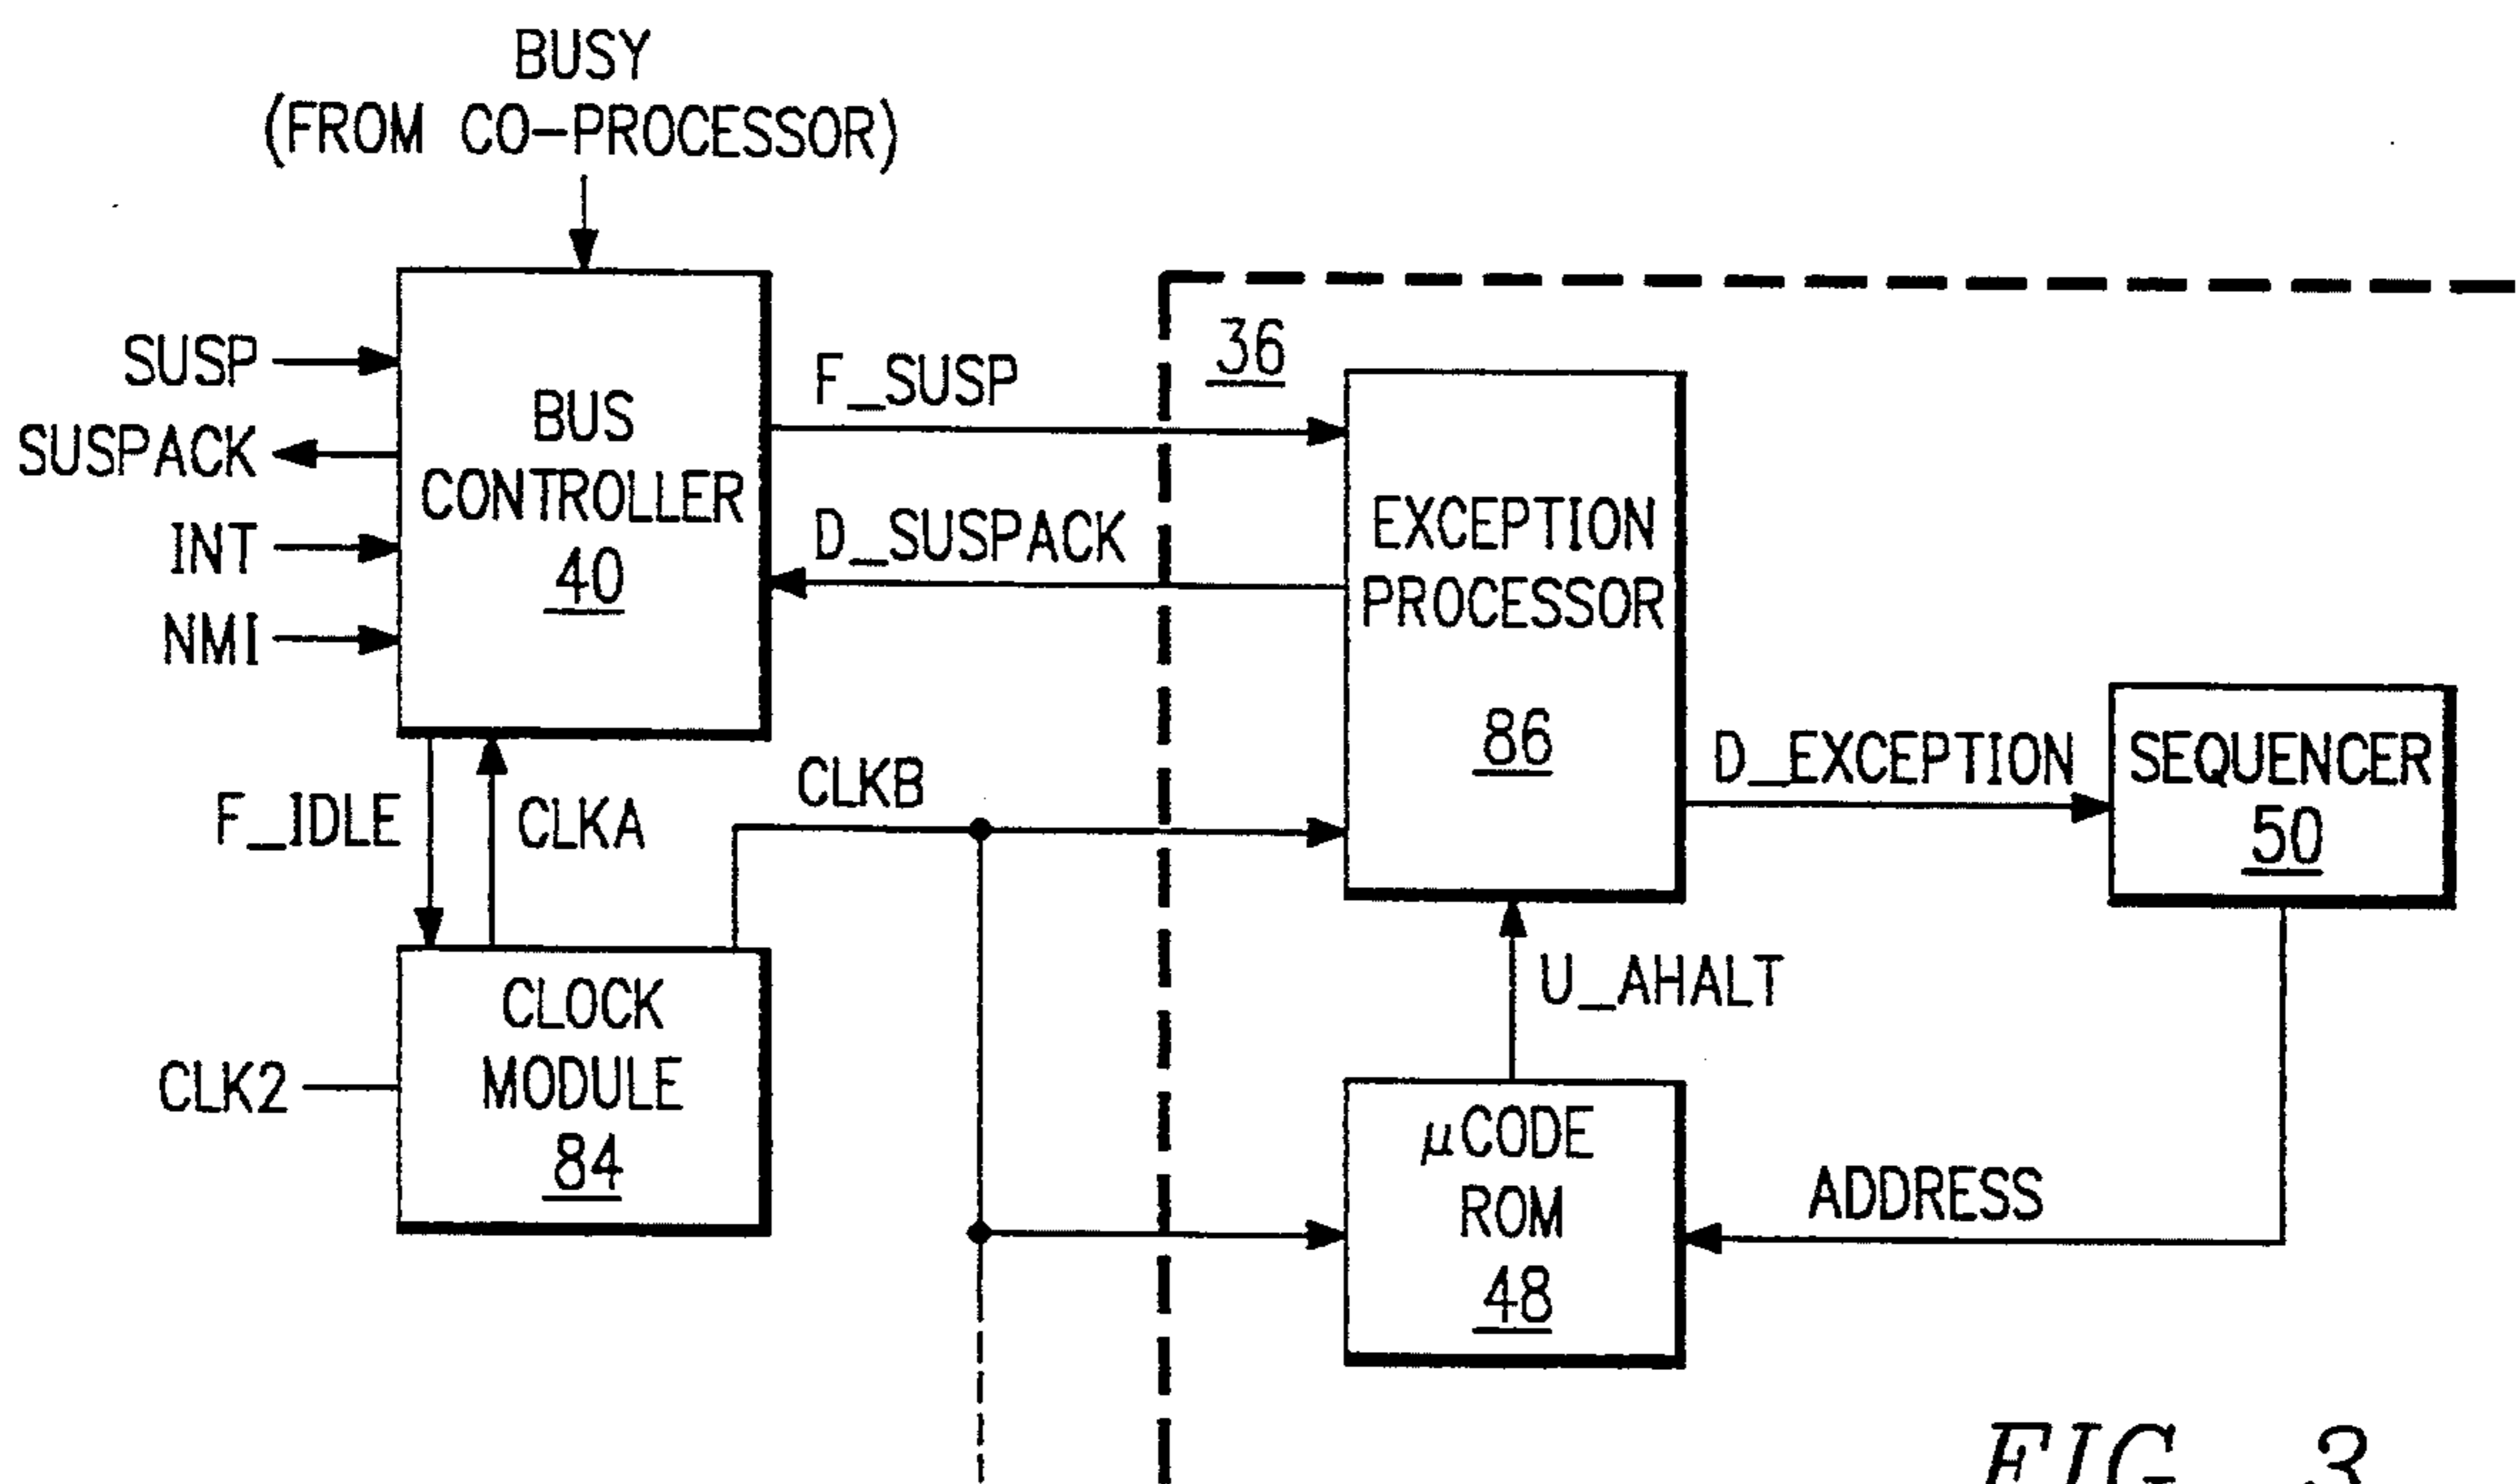 BUSY
(FROM CO-PROCESSOR)
SUSP
SUSPACK
INT
NMI
BUS
CONTROLLER
40
F_SUSP
D_SUSPACK
36
EXCEPTION
PROCESSOR
86
D_EXCEPTION
SEQUENCER
50
F_IDLE
CLKA
CLKB
CLK2
CLOCK
MODULE
84
U_AHALT
µCODE
ROM
48
ADDRESS
FIG. 3